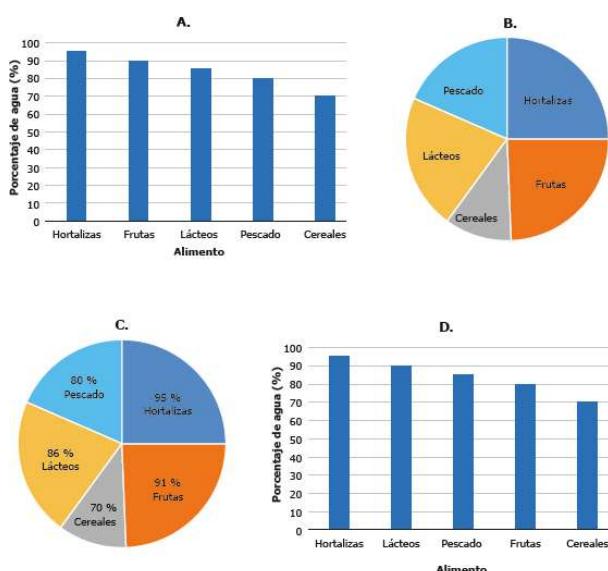 A.
Porcentaje de agua (%)
100
90
80
70
60
50
40
30
20
10
0
Hortalizas Frutas Lácteos Pescado Cereales
Alimento
B.
Pescado
Hortalizas
Lácteos
Frutas
Cereales
C.
80 %
Pescado
95 %
Hortalizas
86 %
Lácteos
91 %
Frutas
70 %
Cereales
D.
Porcentaje de agua (%)
100
90
80
70
60
50
40
30
20
10
0
Hortalizas Lácteos Pescado Frutas Cereales
Alimento